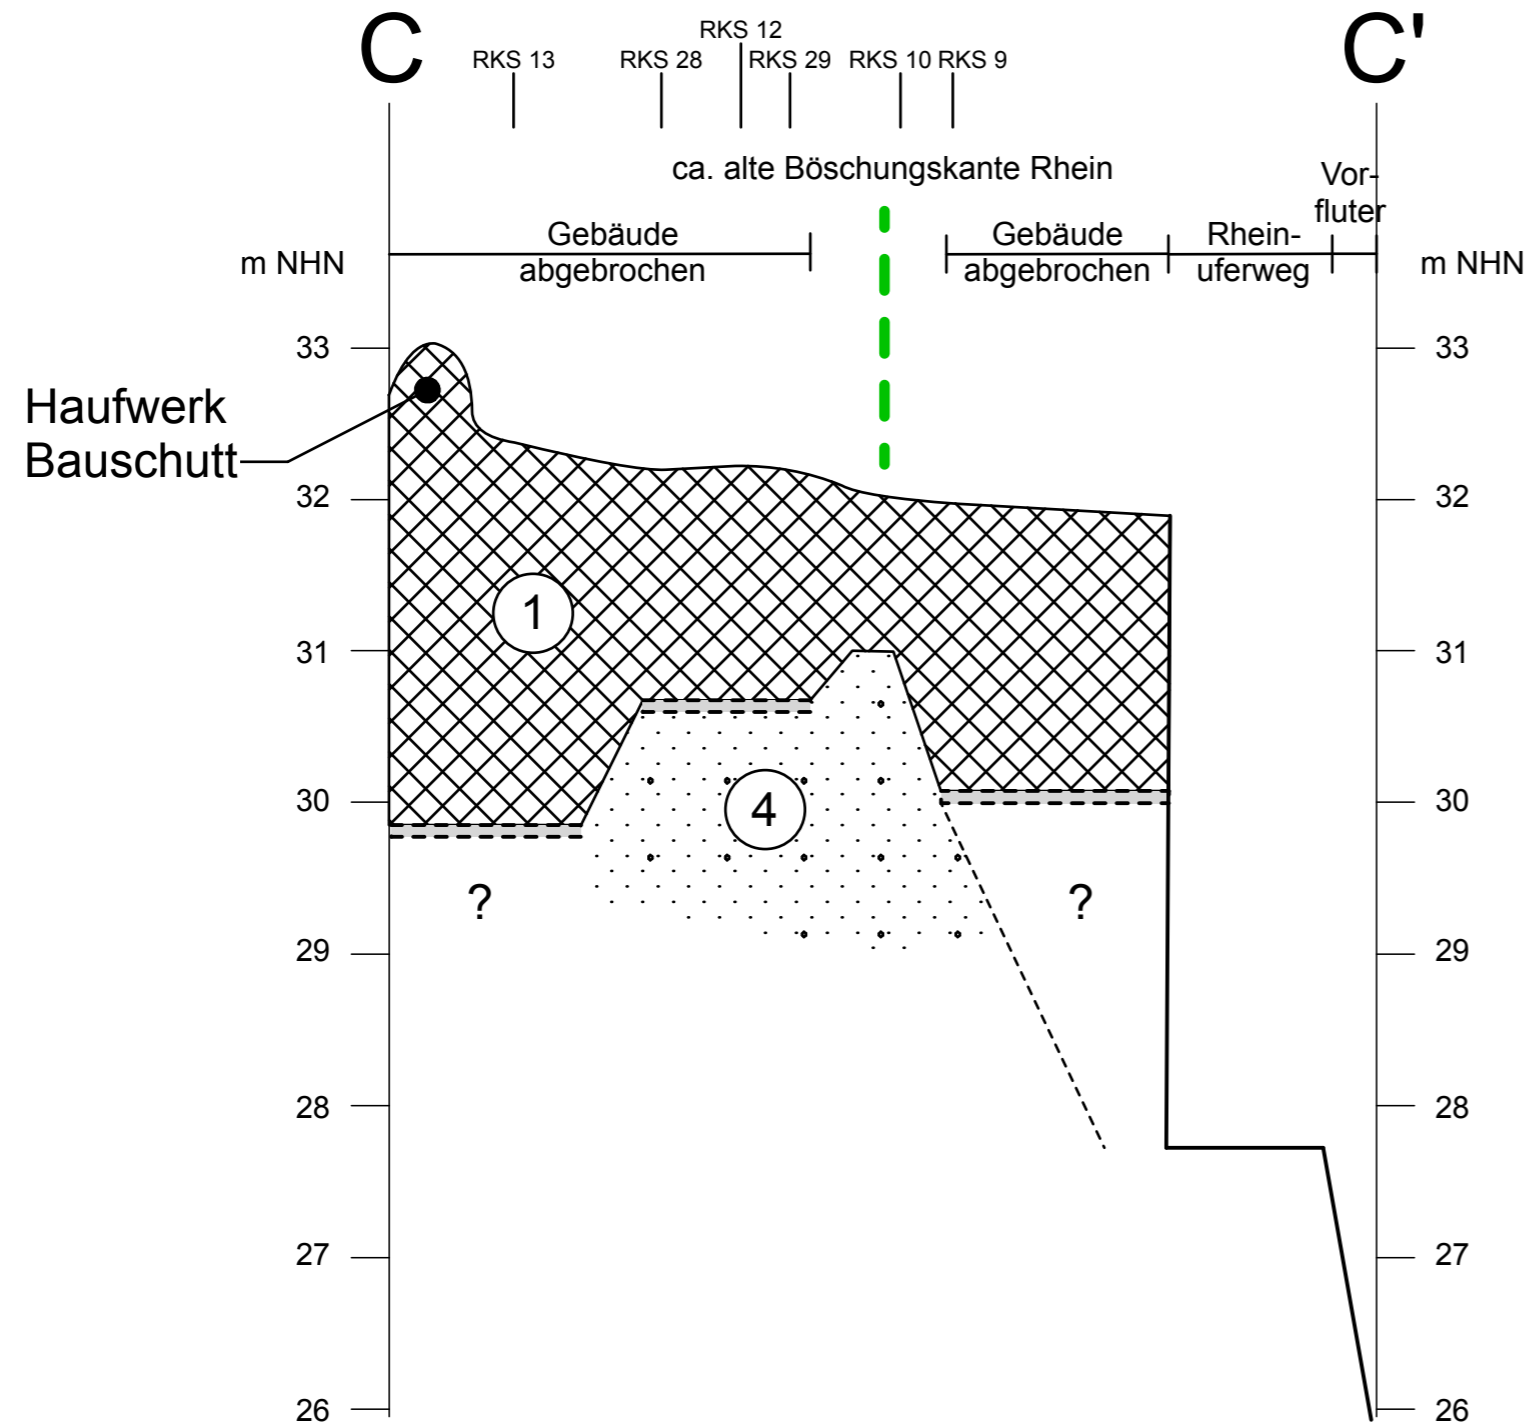 C
C'
RKS 12
RKS 13
RKS 28
RKS 29
RKS 10
RKS 9
ca. alte Böschungskante Rhein
Vor-
fluter
Gebäude
abgebrochen
Gebäude
abgebrochen
Rhein-
uferweg
m NHN
m NHN
33
33
Haufwerk
Bauschutt
32
32
1
31
31
30
4
30
?
?
29
29
28
28
27
27
26
26